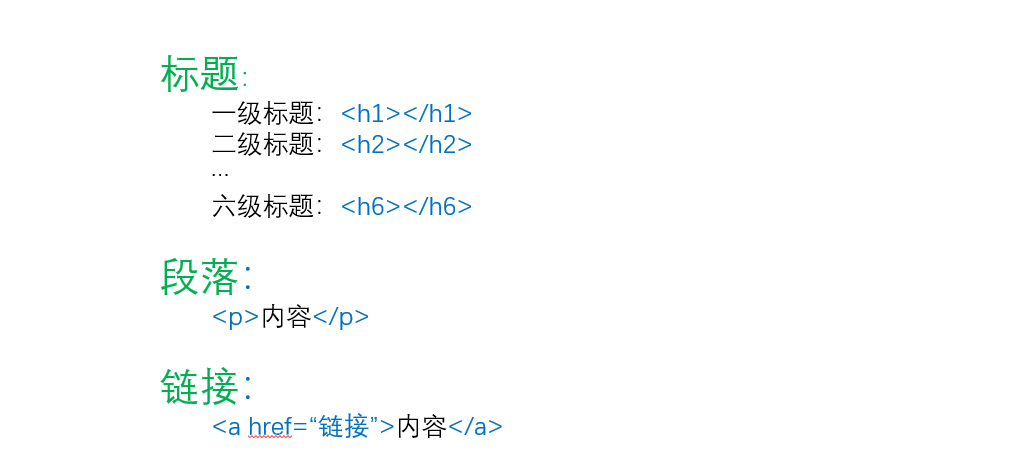 标题:
一级标题：<h1></h1>
二级标题：<h2></h2>
…
六级标题：<h6></h6>
段落：
<p>内容</p>
链接：
<a href=“链接”>内容</a>